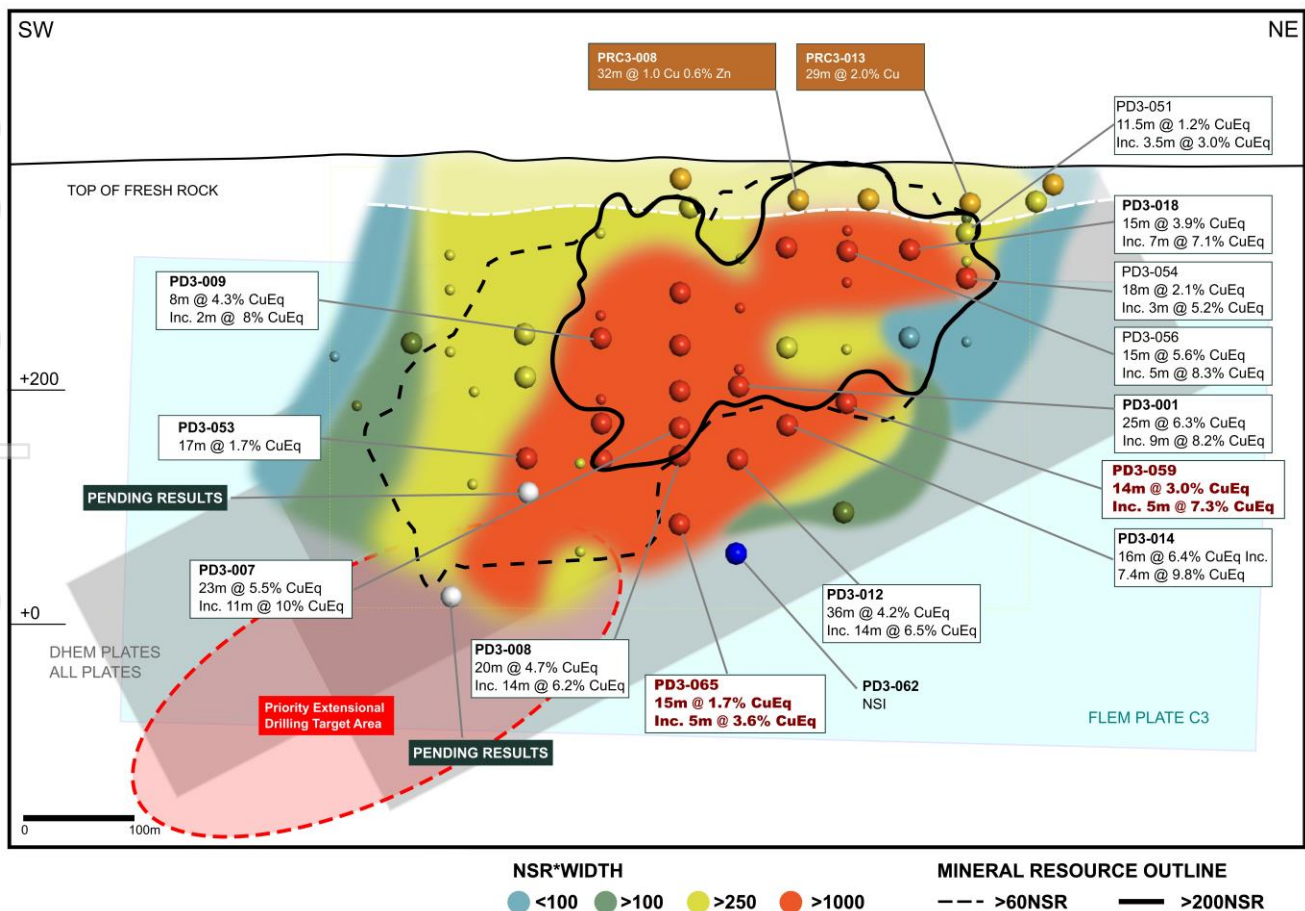 SW
NE
PRC3-008
32m @ 1.0 Cu 0.6% Zn
PRC3-013
29m @ 2.0% Cu
PD3-051
11.5m @ 1.2% CuEq
Inc. 3.5m @ 3.0% CuEq
TOP OF FRESH ROCK
PD3-018
15m @ 3.9% CuEq
Inc. 7m @ 7.1% CuEq
PD3-009
8m @ 4.3% CuEq
Inc. 2m @ 8% CuEq
PD3-054
18m @ 2.1% CuEq
Inc. 3m @ 5.2% CuEq
PD3-056
15m @ 5.6% CuEq
Inc. 5m @ 8.3% CuEq
+200
PD3-001
25m @ 6.3% CuEq
Inc. 9m @ 8.2% CuEq
PD3-053
17m @ 1.7% CuEq
PD3-059
14m @ 3.0% CuEq
Inc. 5m @ 7.3% CuEq
PENDING RESULTS
PD3-014
16m @ 6.4% CuEq Inc.
7.4m @ 9.8% CuEq
PD3-007
23m @ 5.5% CuEq
Inc. 11m @ 10% CuEq
PD3-012
36m @ 4.2% CuEq
Inc. 14m @ 6.5% CuEq
+0
DHEM PLATES
ALL PLATES
PD3-008
20m @ 4.7% CuEq
Inc. 14m @ 6.2% CuEq
PD3-065
15m @ 1.7% CuEq
Inc. 5m @ 3.6% CuEq
PD3-062
NSI
Priority Extensional
Drilling Target Area
FLEM PLATE C3
PENDING RESULTS
0 100m
NSR*WIDTH
<100 >100 >250 >1000
MINERAL RESOURCE OUTLINE
>60NSR >200NSR